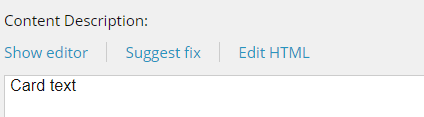 Content Description:
Show editor Suggest fix Edit HTML
Card text